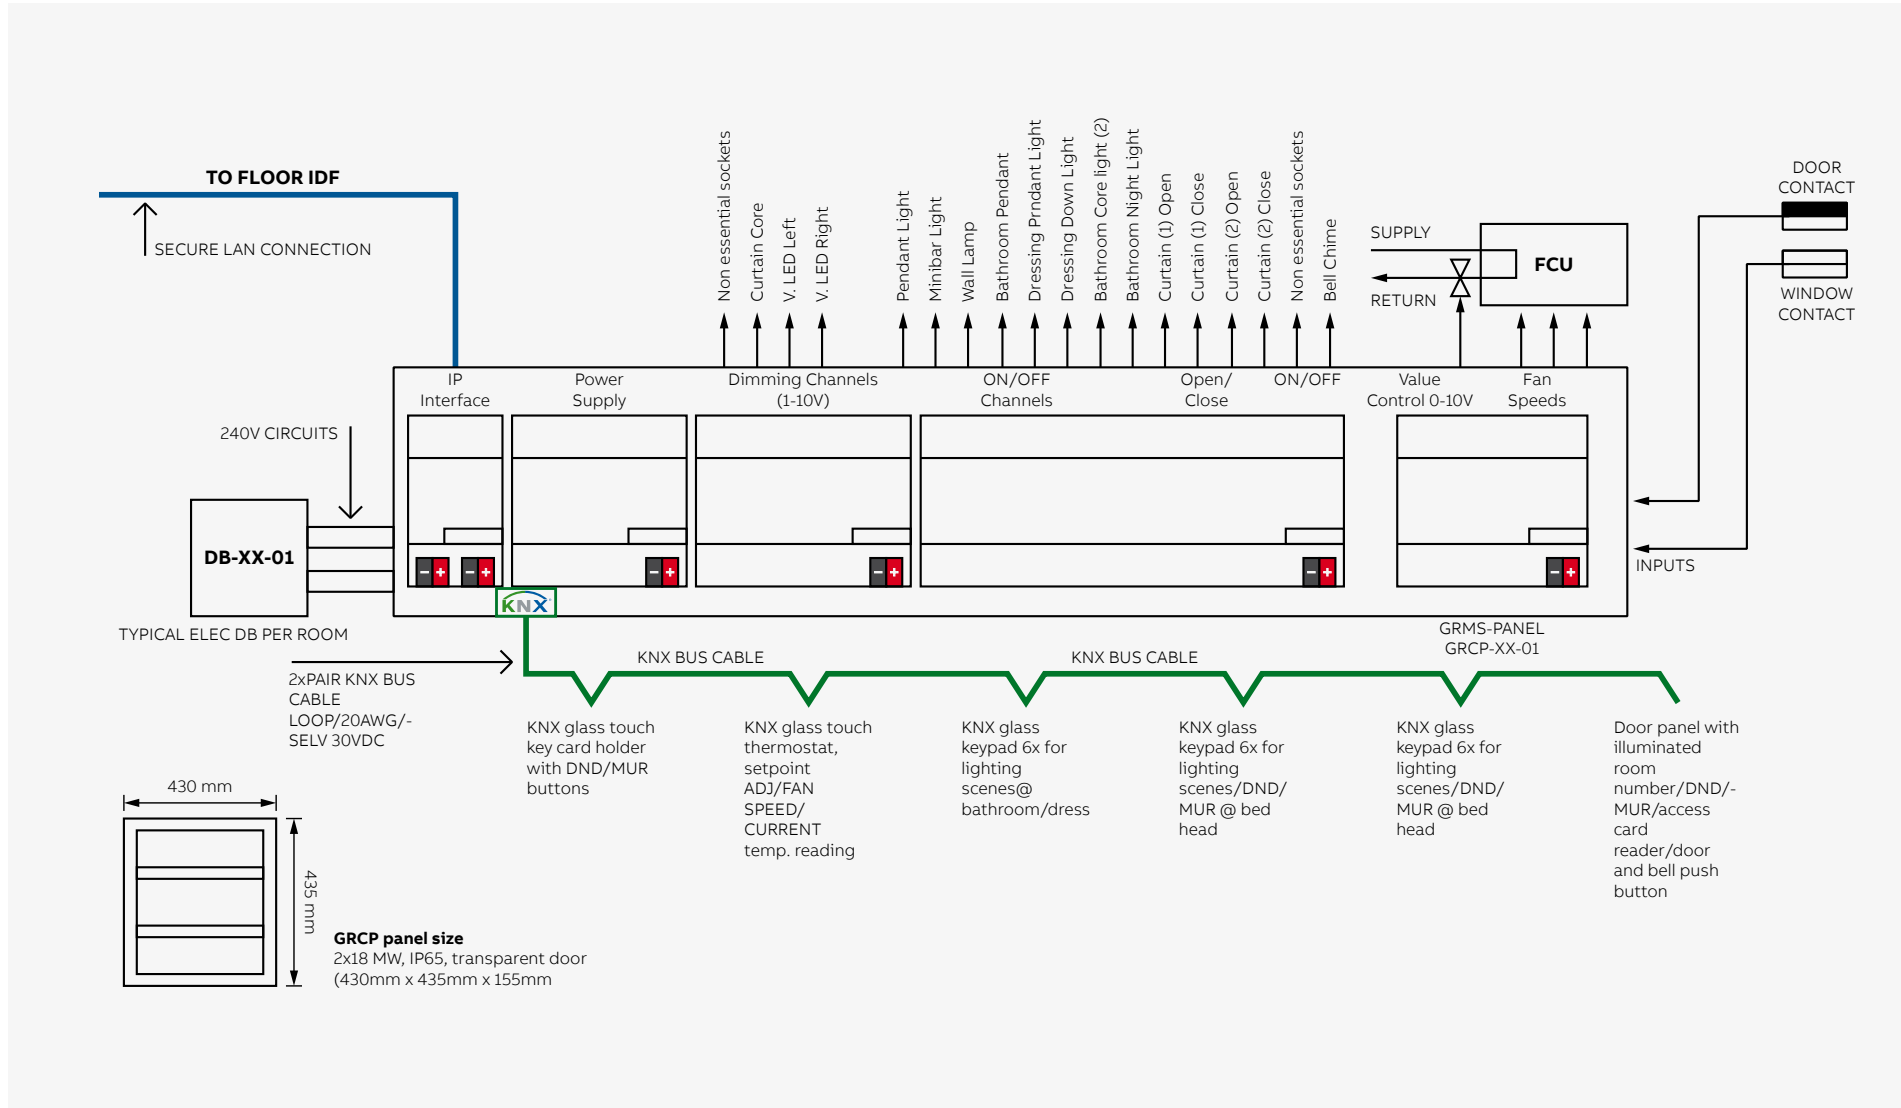 TO FLOOR IDF
SECURE LAN CONNECTION
Non essential sockets
Curtain Core
V. LED Left
V. LED Right
Pendant Light
Minibar Light
Wall Lamp
Bathroom Pendant
Dressing Prndant Light
Dressing Down Light
Bathroom Core light (2)
Bathroom Night Light
Curtain (1) Open
Curtain (1) Close
Curtain (2) Open
Curtain (2) Close
Non essential sockets
Bell Chime
SUPPLY
RETURN
FCU
DOOR
CONTACT
WINDOW
CONTACT
IP
Interface
Power
Supply
Dimming Channels
(1-10V)
ON/OFF
Channels
Open/
Close
ON/OFF
Value
Control 0-10V
Fan
Speeds
240V CIRCUITS
DB-XX-01
TYPICAL ELEC DB PER ROOM
− + − +
− +
− +
− +
− +
INPUTS
KNX
GRMS-PANEL
GRCP-XX-01
2xPAIR KNX BUS
CABLE
LOOP/20AWG/-
SELV 30VDC
KNX BUS CABLE
KNX BUS CABLE
KNX glass touch
key card holder
with DND/MUR
buttons
KNX glass touch
thermostat,
setpoint
ADJ/FAN
SPEED/
CURRENT
temp. reading
KNX glass
keypad 6x for
lighting
scenes@
bathroom/dress
KNX glass
keypad 6x for
lighting
scenes/DND/
MUR @ bed
head
KNX glass
keypad 6x for
lighting
scenes/DND/
MUR @ bed
head
Door panel with
illuminated
room
number/DND/-
MUR/access
card
reader/door
and bell push
button
430 mm
435 mm
GRCP panel size
2x18 MW, IP65, transparent door
(430mm x 435mm x 155mm